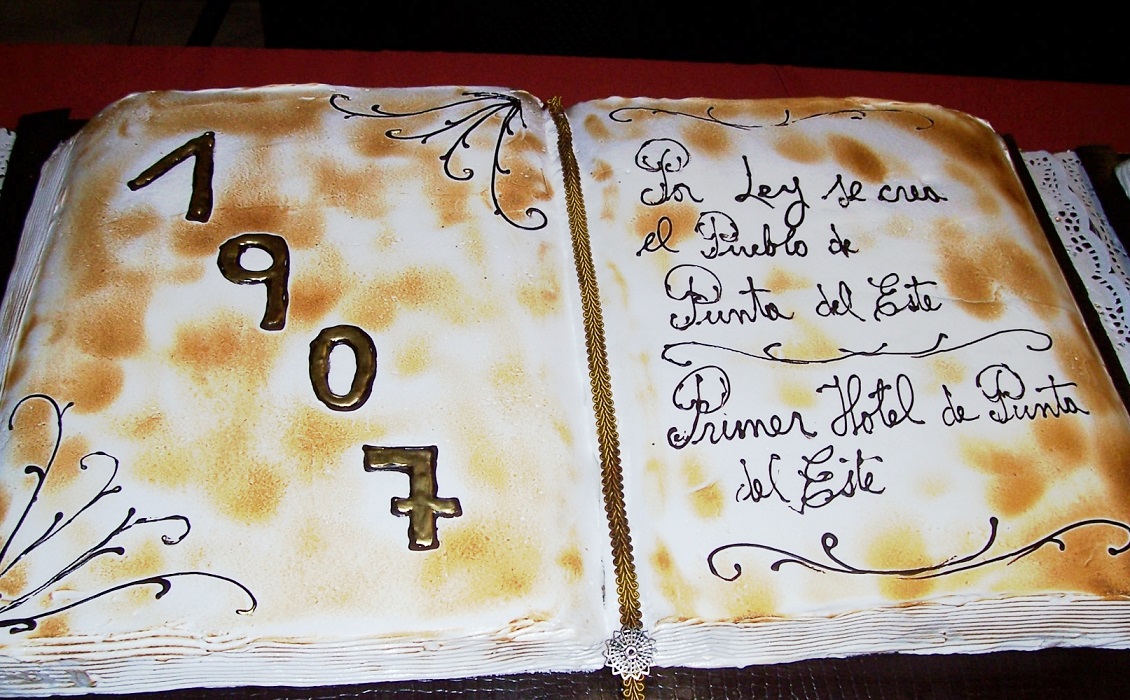 1907
Por Ley se crea
el Pueblo de
Punta del Este
Primer Hotel de Punta
del Este